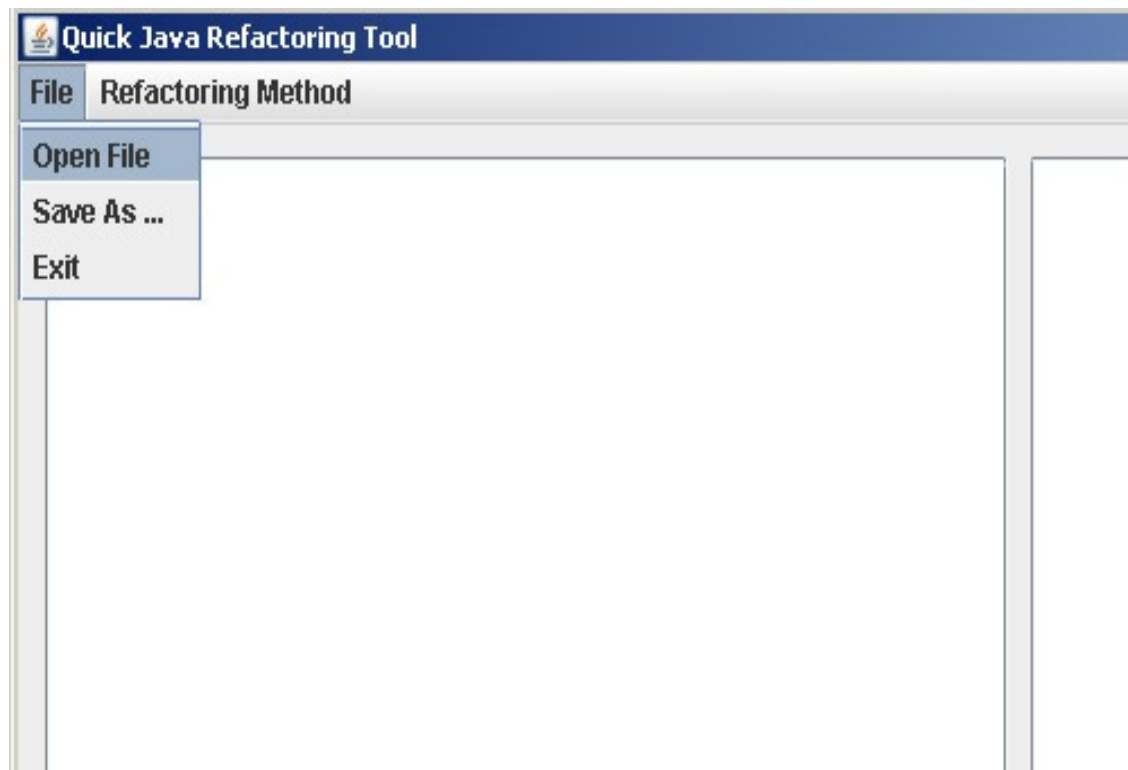 Quick Java Refactoring Tool
File Refactoring Method
Open File
Save As ...
Exit